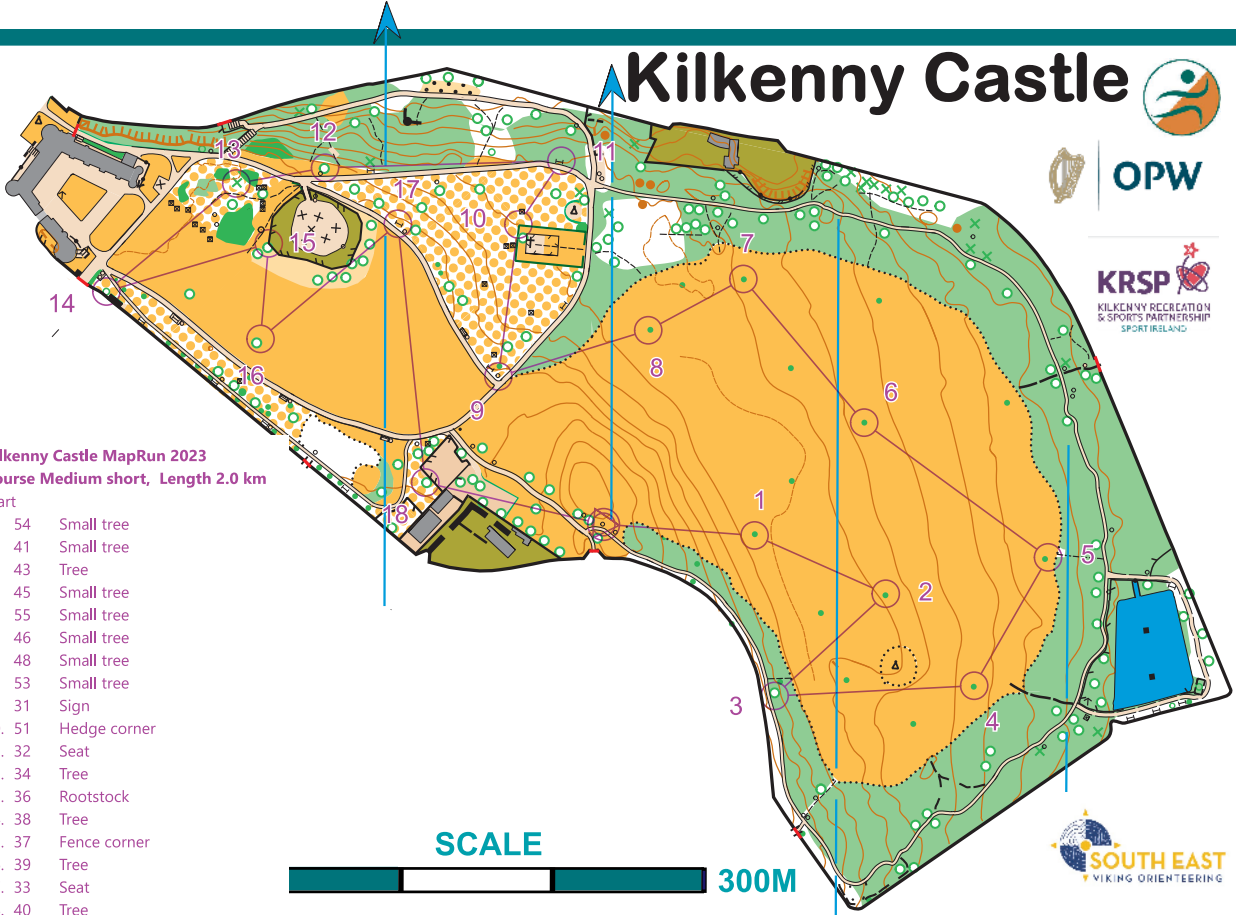 Kilkenny Castle
OPW
KRSP
KILKENNY RECREATION
& SPORTS PARTNERSHIP
SPORT IRELAND
12
13
11
17
10
15
7
14
8
6
16
9
1
18
5
2
3
4
lkenny Castle MapRun 2023
ourse Medium short, Length 2.0 km
art
54 Small tree
41 Small tree
43 Tree
45 Small tree
55 Small tree
46 Small tree
48 Small tree
53 Small tree
31 Sign
. 51 Hedge corner
. 32 Seat
. 34 Tree
. 36 Rootstock
. 38 Tree
. 37 Fence corner
. 39 Tree
. 33 Seat
. 40 Tree
SCALE
300M
SOUTH EAST
VIKING ORIENTEERING